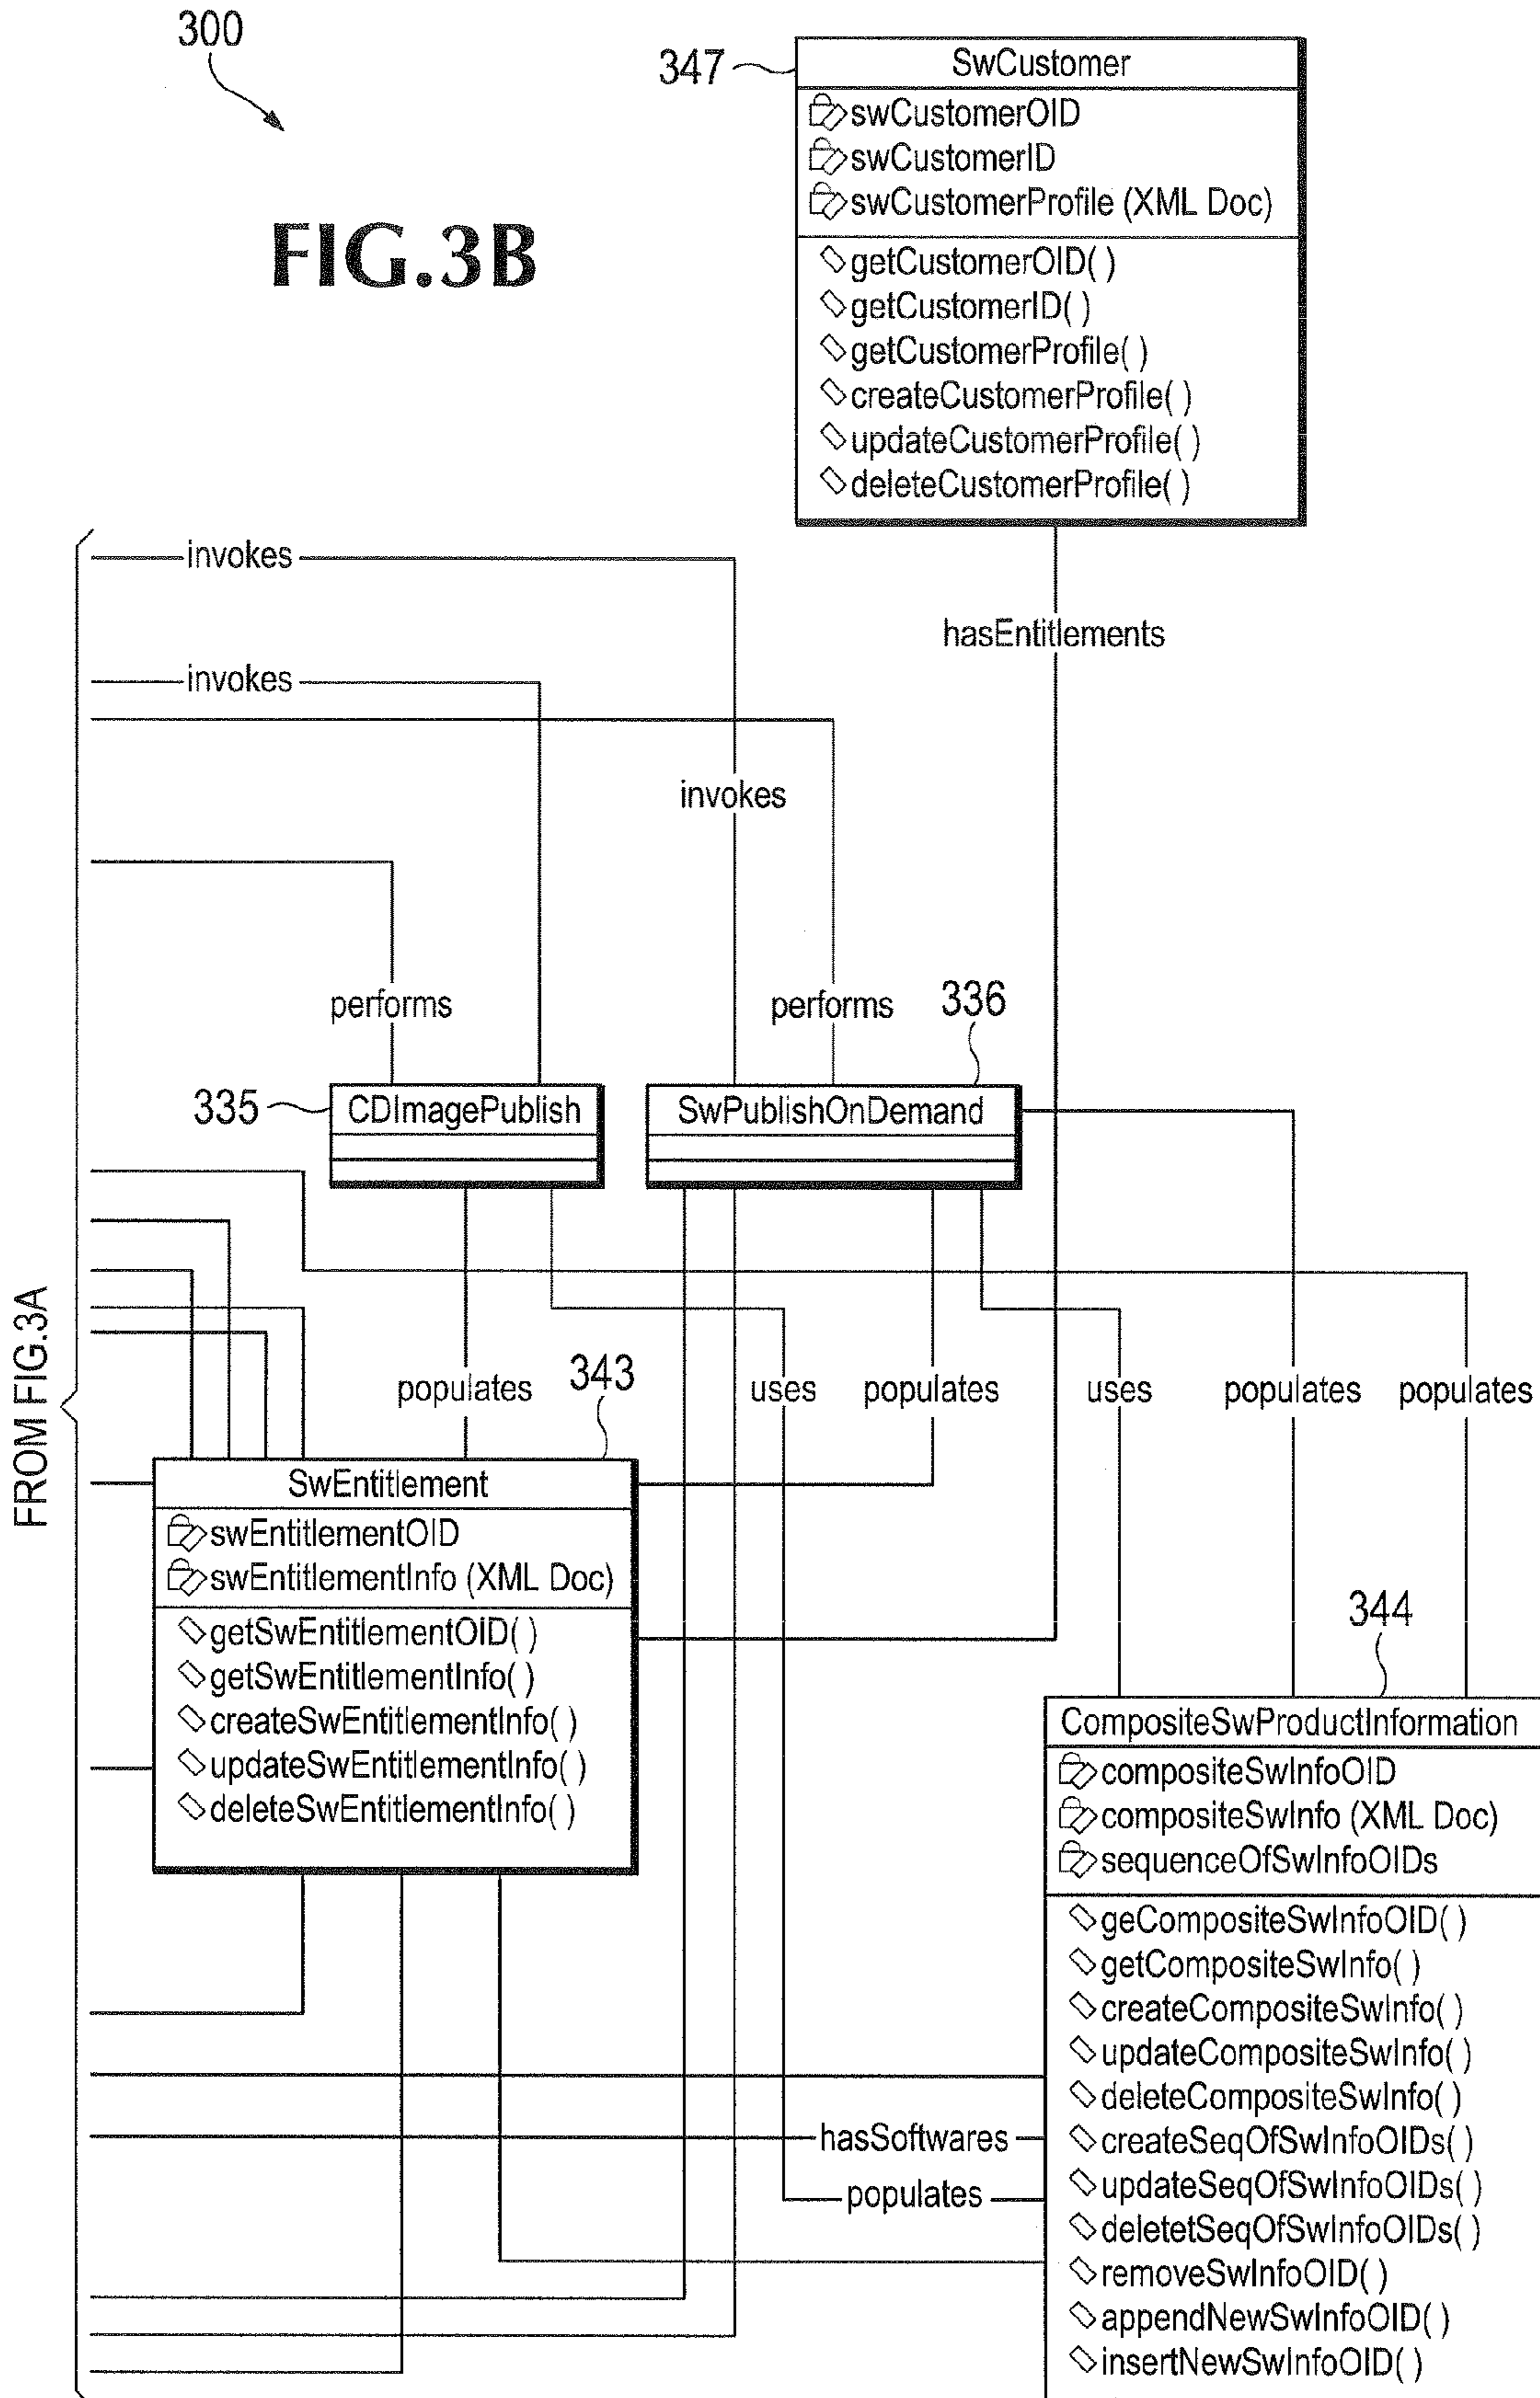 300
FIG.3B
347
SwCustomer
swCustomerOID
swCustomerID
swCustomerProfile (XML Doc)
getCustomerOID( )
getCustomerID( )
getCustomerProfile( )
createCustomerProfile( )
updateCustomerProfile( )
deleteCustomerProfile( )
invokes
hasEntitlements
invokes
invokes
performs
performs
336
335
CDImagePublish
SwPublishOnDemand
FROM FIG.3A
populates
343
uses
populates
uses
populates
populates
SwEntitlement
swEntitlementOID
swEntitlementInfo (XML Doc)
getSwEntitlementOID( )
getSwEntitlementInfo( )
createSwEntitlementInfo( )
updateSwEntitlementInfo( )
deleteSwEntitlementInfo( )
344
CompositeSwProductInformation
compositeSwInfoOID
compositeSwInfo (XML Doc)
sequenceOfSwInfoOIDs
geCompositeSwInfoOID( )
getCompositeSwInfo( )
createCompositeSwInfo( )
updateCompositeSwInfo( )
deleteCompositeSwInfo( )
createSeqOfSwInfoOIDs( )
updateSeqOfSwInfoOIDs( )
deletetSeqOfSwInfoOIDs( )
removeSwInfoOID( )
appendNewSwInfoOID( )
insertNewSwInfoOID( )
hasSoftwares
populates